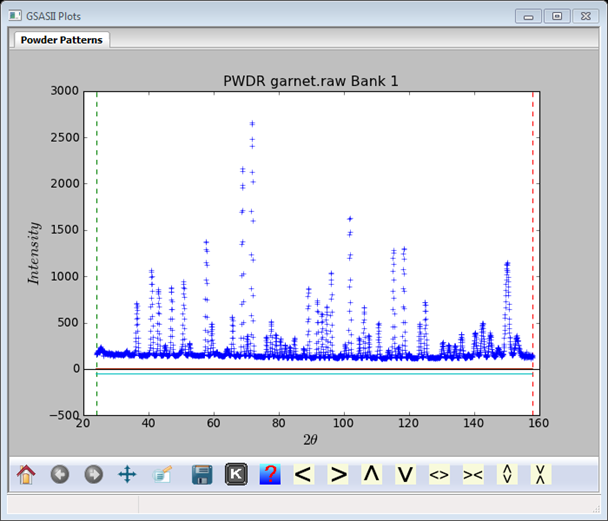 GSASII Plots
Powder Patterns
PWDR garnet.raw Bank 1
3000
2500
2000
1500
1000
500
0
−500
Intensity
20 40 60 80 100 120 140 160
2θ
K ? < > < > > <